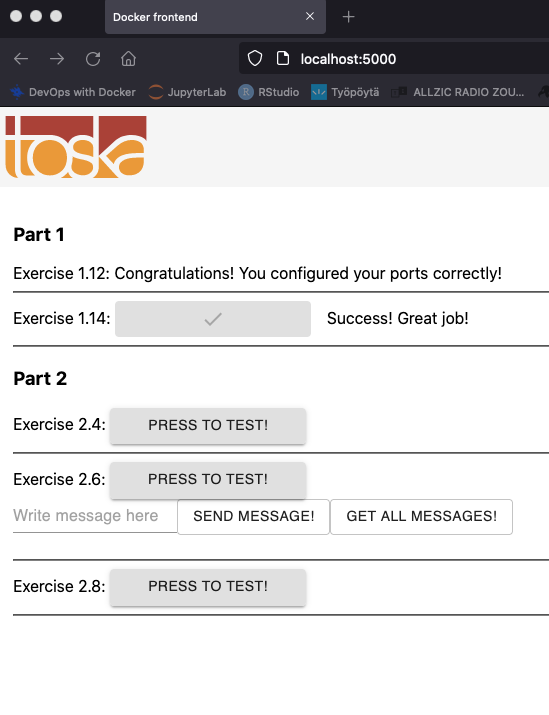 Docker frontend
localhost:5000
DevOps with Docker JupyterLab RStudio Työpöytä ALLZIC RADIO ZOU...
toska
Part 1
Exercise 1.12: Congratulations! You configured your ports correctly!
Exercise 1.14: Success! Great job!
Part 2
Exercise 2.4: PRESS TO TEST!
Exercise 2.6: PRESS TO TEST!
Write message here SEND MESSAGE! GET ALL MESSAGES!
Exercise 2.8: PRESS TO TEST!